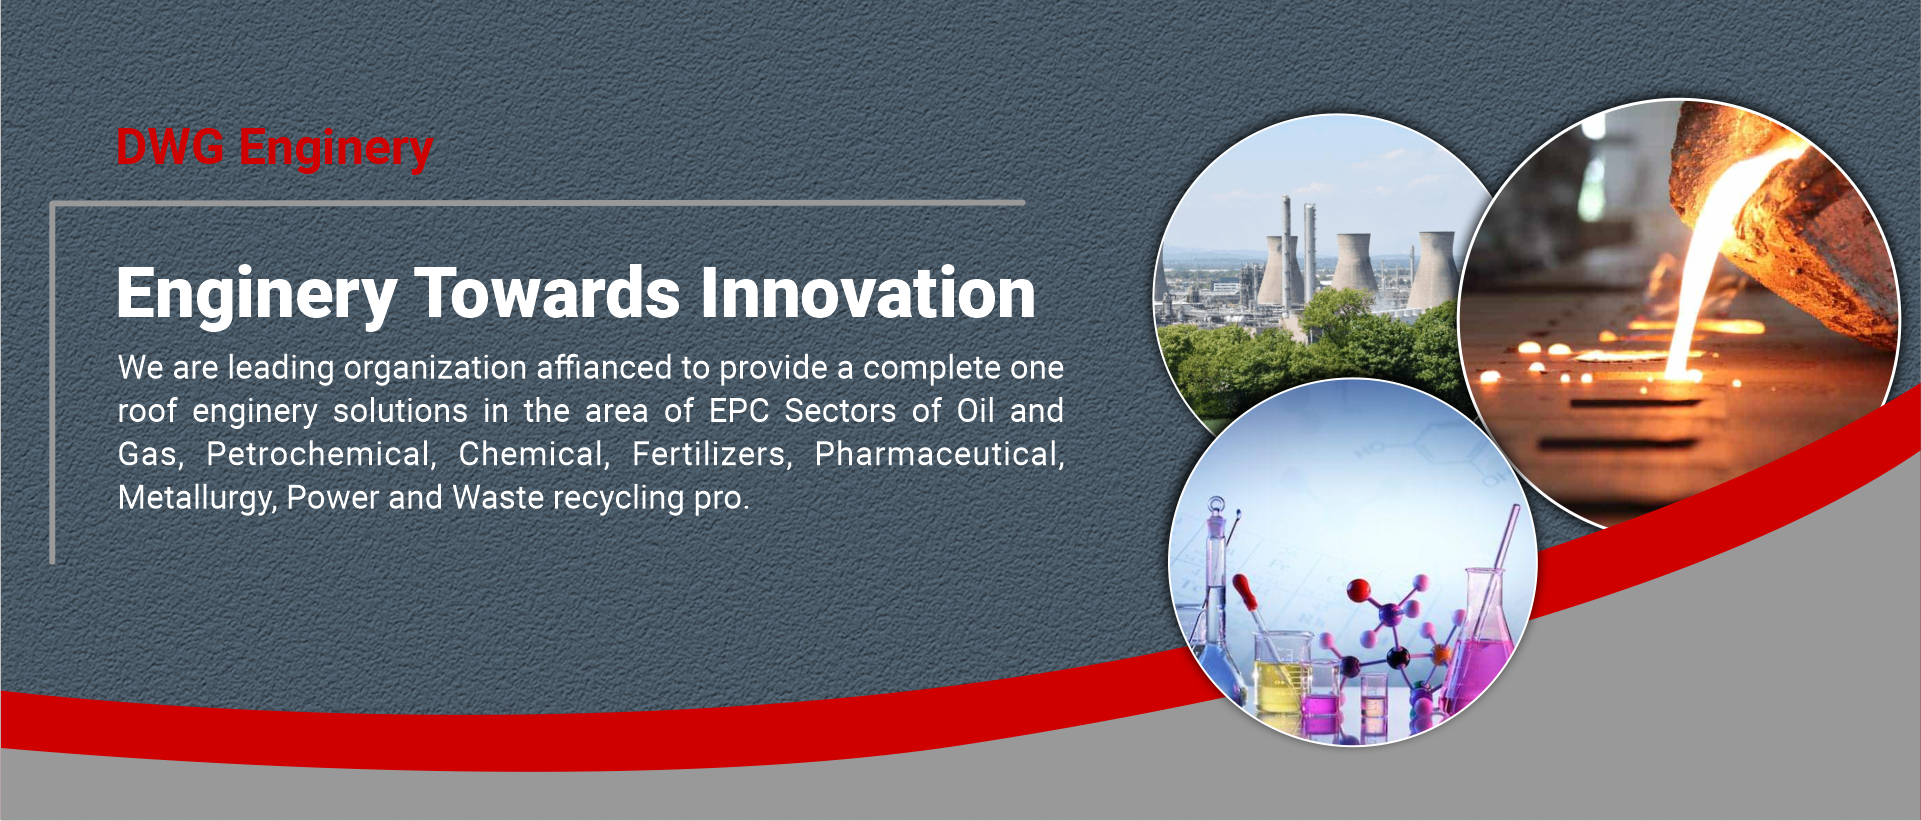 DWG Enginery
Enginery Towards Innovation
We are leading organization affianced to provide a complete one
roof enginery solutions in the area of EPC Sectors of Oil and
Gas, Petrochemical, Chemical, Fertilizers, Pharmaceutical,
Metallurgy, Power and Waste recycling pro.
HO